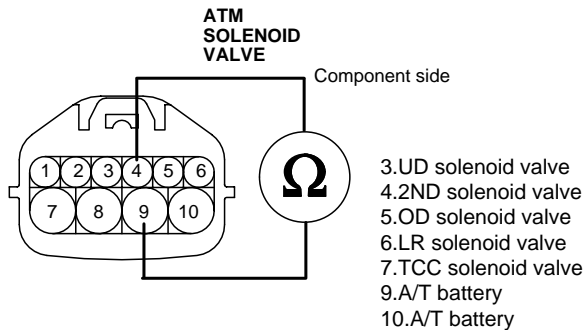 ATM
SOLENOID
VALVE
Component side
1 2 3 4 5 6
7 8 9 10
Ω
3.UD solenoid valve
4.2ND solenoid valve
5.OD solenoid valve
6.LR solenoid valve
7.TCC solenoid valve
9.A/T battery
10.A/T battery